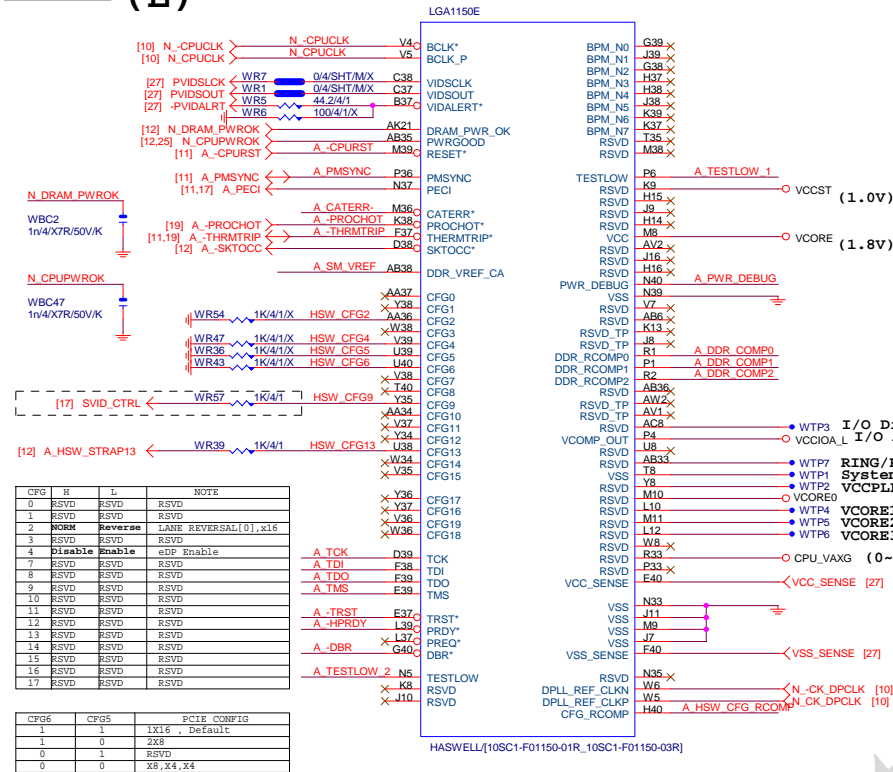 (E)
LGA1150E
[10] N_-CPUCLK N_-CPUCLK V4 BCLK* BPM_N0 G39
[10] N_CPUCLK N_CPUCLK V5 BCLK_P BPM_N1 J39
BPM_N2 G38
[27] PVIDSLCK WR7 0/4/SHT/M/X C38 VIDSCLK BPM_N3 H37
[27] PVIDSOUT WR1 0/4/SHT/M/X C37 VIDSOUT BPM_N4 H38
[27] -PVIDALRT WR5 44.2/4/1 B37 VIDALERT* BPM_N5 J38
WR6 100/4/1/X BPM_N6 K39
[12] N_DRAM_PWROK AK21 DRAM_PWR_OK BPM_N7 K37
[12,25] N_CPUPWROK AB35 PWRGOOD RSVD T35
[11] A_-CPURST A_-CPURST M39 RESET* RSVD M38
[11] A_PMSYNC A_PMSYNC P36 PMSYNC TESTLOW P6 A_TESTLOW_1
[11,17] A_PECI N37 PECI RSVD K9 VCCST (1.0V)
RSVD H15
A_CATERR- M36 CATERR* RSVD J9
[19] A_-PROCHOT A_-PROCHOT K38 PROCHOT* RSVD H14
[11,19] A_-THRMTRIP A_-THRMTRIP F37 THERMTRIP* VCC M8 VCORE (1.8V)
[12] A_-SKTOCC D38 SKTOCC* RSVD AV2
RSVD J16
A_SM_VREF AB38 DDR_VREF_CA RSVD H16
PWR_DEBUG N40 A_PWR_DEBUG
AA37 CFG0 VSS N39
Y38 CFG1 RSVD V7
WR54 1K/4/1/X HSW_CFG2 AA36 CFG2 RSVD AB6
W38 CFG3 RSVD_TP K13
WR47 1K/4/1/X HSW_CFG4 V39 CFG4 RSVD_TP J8
WR36 1K/4/1/X HSW_CFG5 U39 CFG5 DDR_RCOMP0 R1 A_DDR_COMP0
WR43 1K/4/1/X HSW_CFG6 U40 CFG6 DDR_RCOMP1 P1 A_DDR_COMP1
V38 CFG7 DDR_RCOMP2 R2 A_DDR_COMP2
T40 CFG8 RSVD AB36
[17] SVID_CTRL WR57 1K/4/1 HSW_CFG9 Y35 CFG9 RSVD_TP AW2
AA34 CFG10 RSVD_TP AV1
V37 CFG11 RSVD AC8 WTP3
Y34 CFG12 VCOMP_OUT P4 VCCIOA_L I/O
[12] A_HSW_STRAP13 WR39 1K/4/1 HSW_CFG13 U38 CFG13 RSVD U8
W34 CFG14 RSVD AB33 WTP7
V35 CFG15 VSS T8 WTP1 System
RSVD Y8 WTP2
Y36 CFG17 RSVD M10 VCORE0
Y37 CFG16 RSVD L10 WTP4
V36 CFG19 RSVD M11 WTP5 VCORE2
W36 CFG18 RSVD L12 WTP6 VCORE3
RSVD W8
A_TCK D39 TCK RSVD R33 CPU_VAXG (0~
A_TDI F38 TDI RSVD P33
A_TDO F39 TDO VCC_SENSE E40 VCC_SENSE [27]
A_TMS E39 TMS
VSS N33
A_-TRST E37 TRST* VSS J11
A_-HPRDY L39 PRDY* VSS M9
L37 PREQ* VSS J7
A_-DBR G40 DBR* VSS_SENSE F40 VSS_SENSE [27]
A_TESTLOW_2 N5 TESTLOW RSVD N35
K8 RSVD DPLL_REF_CLKN W6 N_-CK_DPCLK [10]
J10 RSVD DPLL_REF_CLKP W5 N_CK_DPCLK [10]
CFG_RCOMP H40 A_HSW_CFG_RCOMP
HASWELL/[10SC1-F01150-01R_10SC1-F01150-03R]
N_DRAM_PWROK
WBC2
1n/4/X7R/50V/K
N_CPUPWROK
WBC47
1n/4/X7R/50V/K
CFG H L NOTE
0 RSVD RSVD RSVD
1 RSVD RSVD RSVD
2 NORM Reverse LANE REVERSAL[0],x16
3 RSVD RSVD RSVD
4 Disable Enable eDP Enable
7 RSVD RSVD RSVD
8 RSVD RSVD RSVD
9 RSVD RSVD RSVD
10 RSVD RSVD RSVD
11 RSVD RSVD RSVD
12 RSVD RSVD RSVD
13 RSVD RSVD RSVD
14 RSVD RSVD RSVD
15 RSVD RSVD RSVD
16 RSVD RSVD RSVD
17 RSVD RSVD RSVD
CFG6 CFG5 PCIE CONFIG
1 1 1X16 , Default
1 0 2X8
0 1 RSVD
0 0 X8,X4,X4